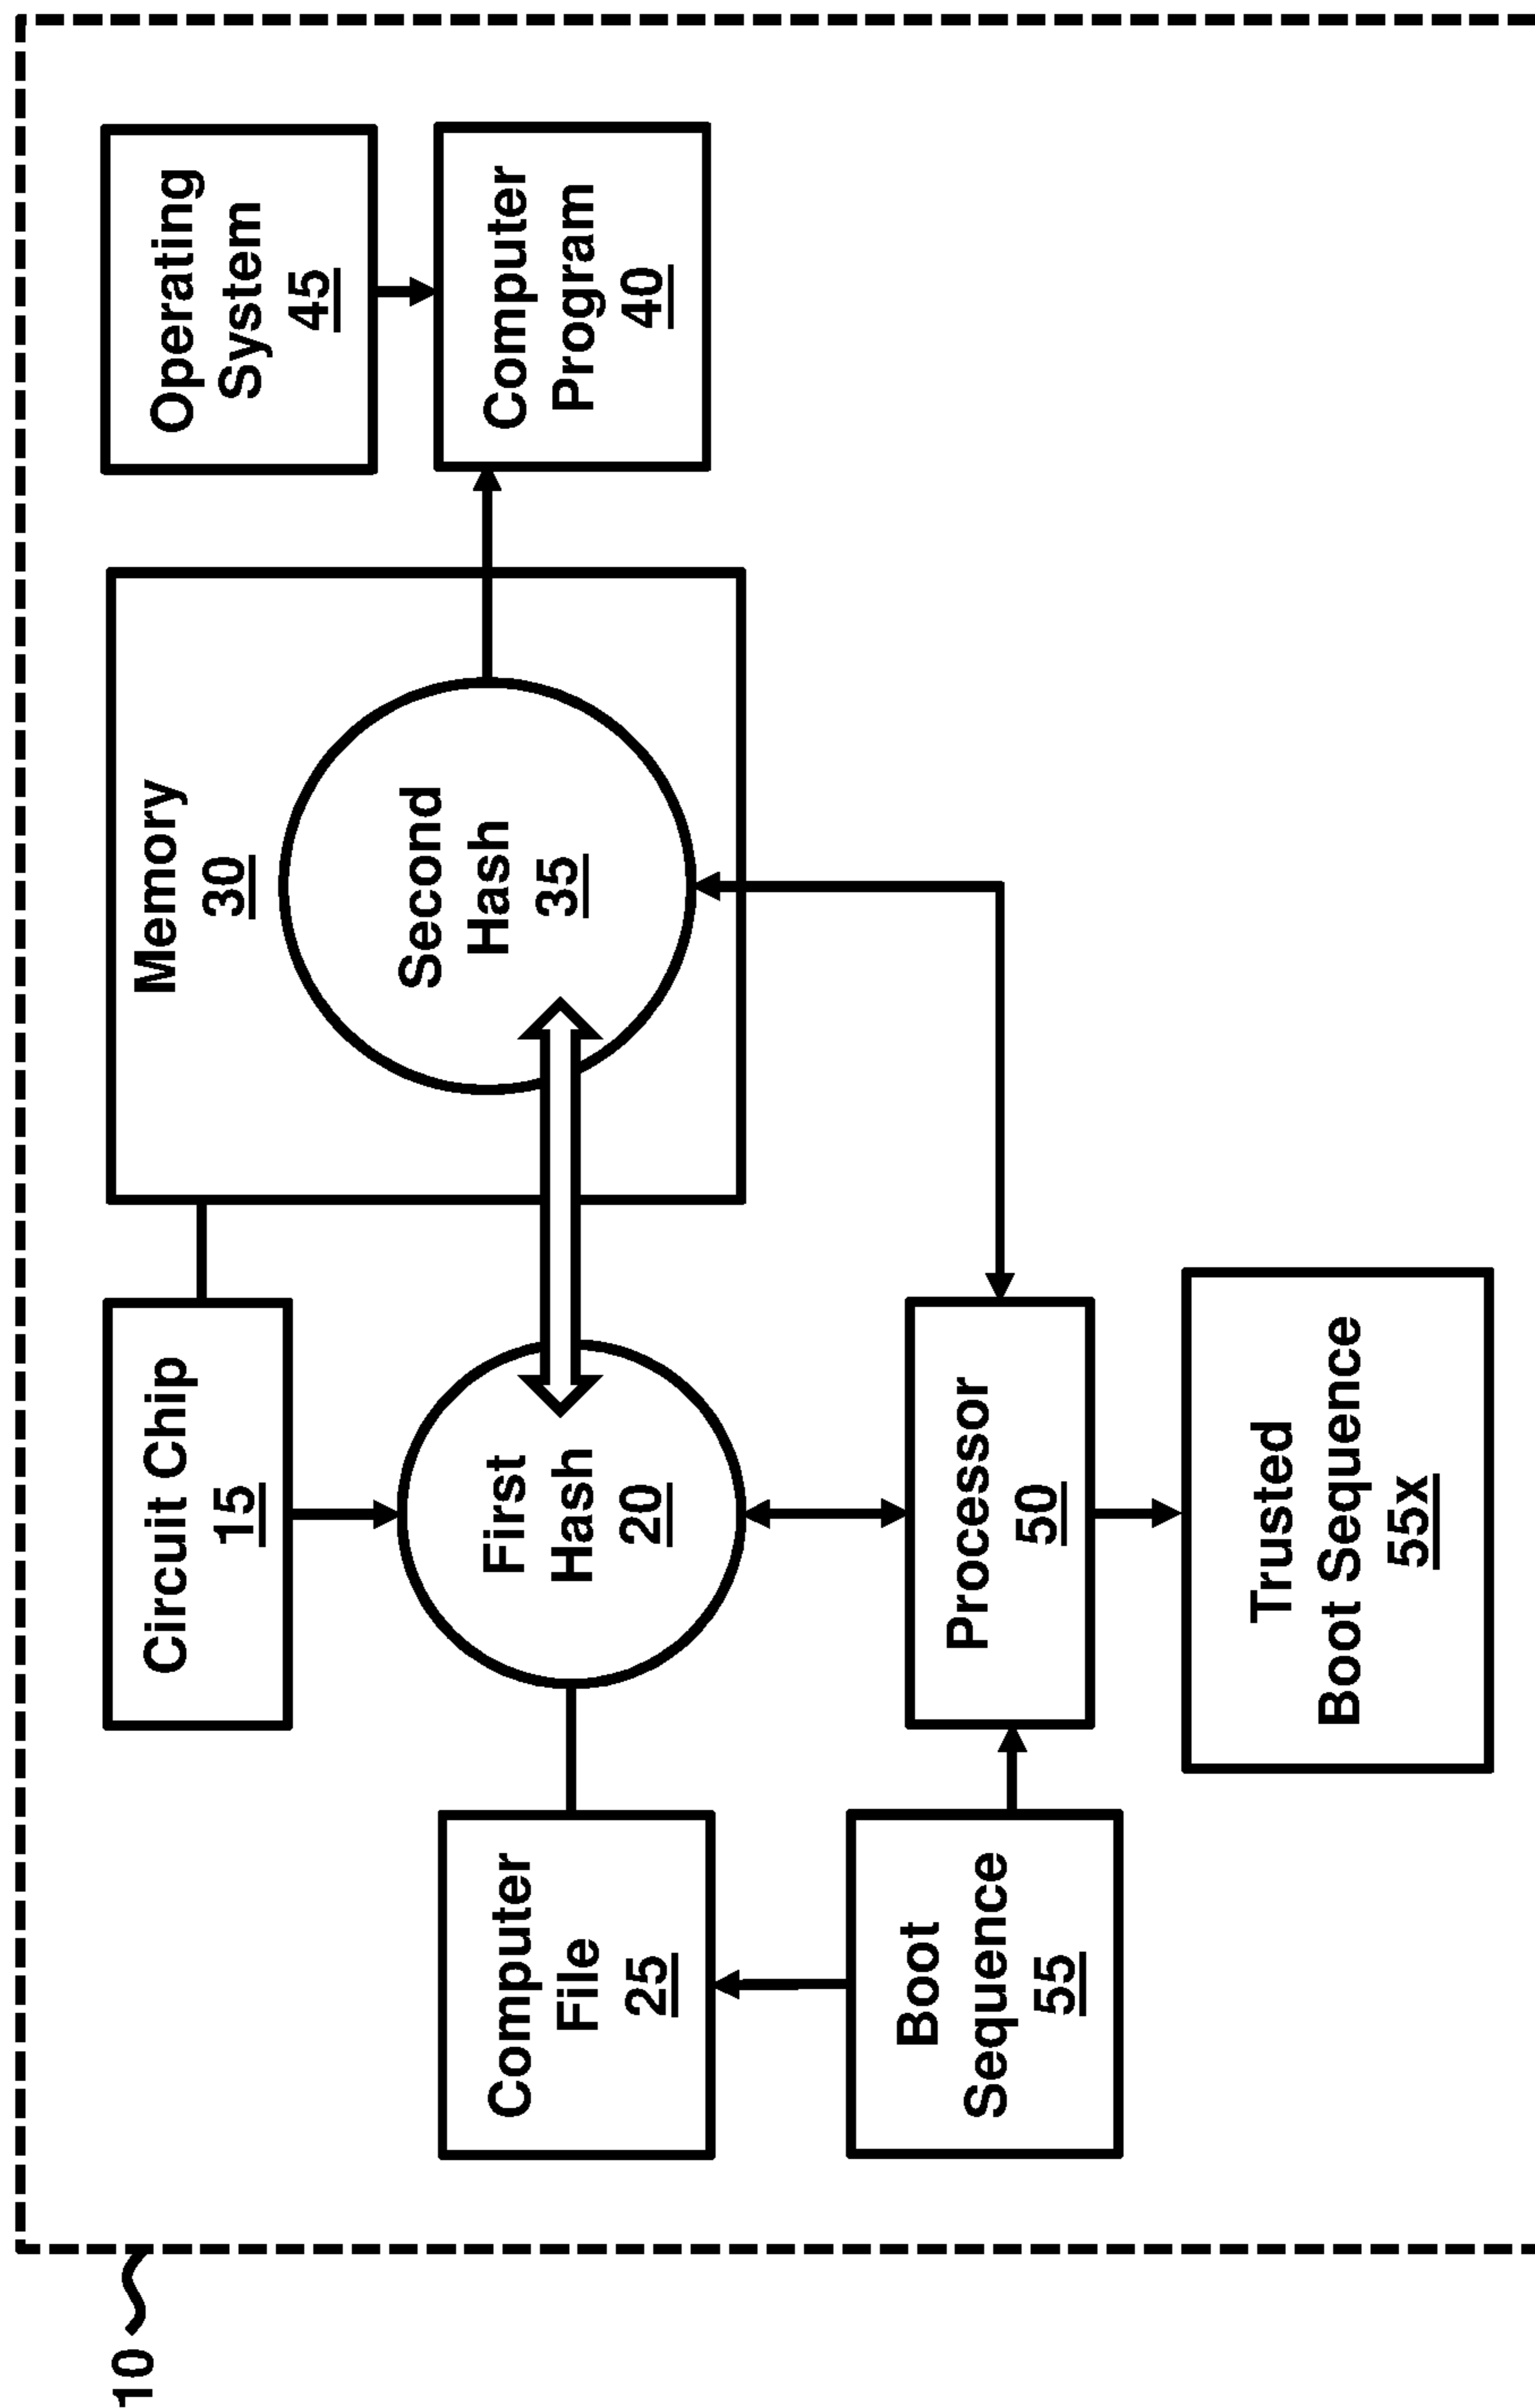 10
Circuit Chip
15
Memory
30
Operating
System
45
Computer
File
25
First
Hash
20
Second
Hash
35
Computer
Program
40
Boot
Sequence
55
Processor
50
Trusted
Boot Sequence
55x